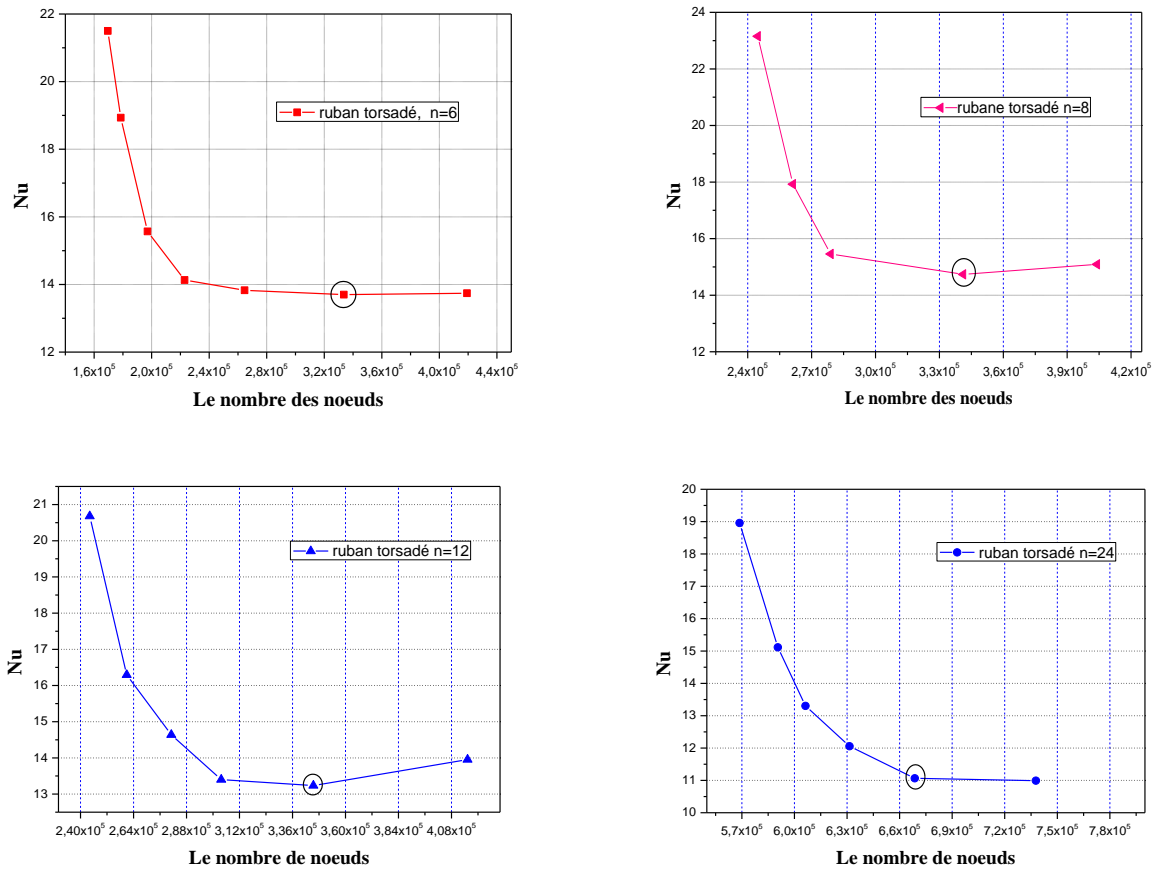 22
20
18
16
14
12
Nu
ruban torsadé, n=6
1,6x10⁵ 2,0x10⁵ 2,4x10⁵ 2,8x10⁵ 3,2x10⁵ 3,6x10⁵ 4,0x10⁵ 4,4x10⁵
Le nombre des noeuds
24
22
20
18
16
14
12
Nu
rubane torsadé n=8
2,4x10⁵ 2,7x10⁵ 3,0x10⁵ 3,3x10⁵ 3,6x10⁵ 3,9x10⁵ 4,2x10⁵
Le nombre des noeuds
21
20
19
18
17
16
15
14
13
Nu
ruban torsadé n=12
2,40x10⁵ 2,64x10⁵ 2,88x10⁵ 3,12x10⁵ 3,36x10⁵ 3,60x10⁵ 3,84x10⁵ 4,08x10⁵
Le nombre de noeuds
20
19
18
17
16
15
14
13
12
11
10
Nu
ruban torsadé n=24
5,7x10⁵ 6,0x10⁵ 6,3x10⁵ 6,6x10⁵ 6,9x10⁵ 7,2x10⁵ 7,5x10⁵ 7,8x10⁵
Le nombre de noeuds